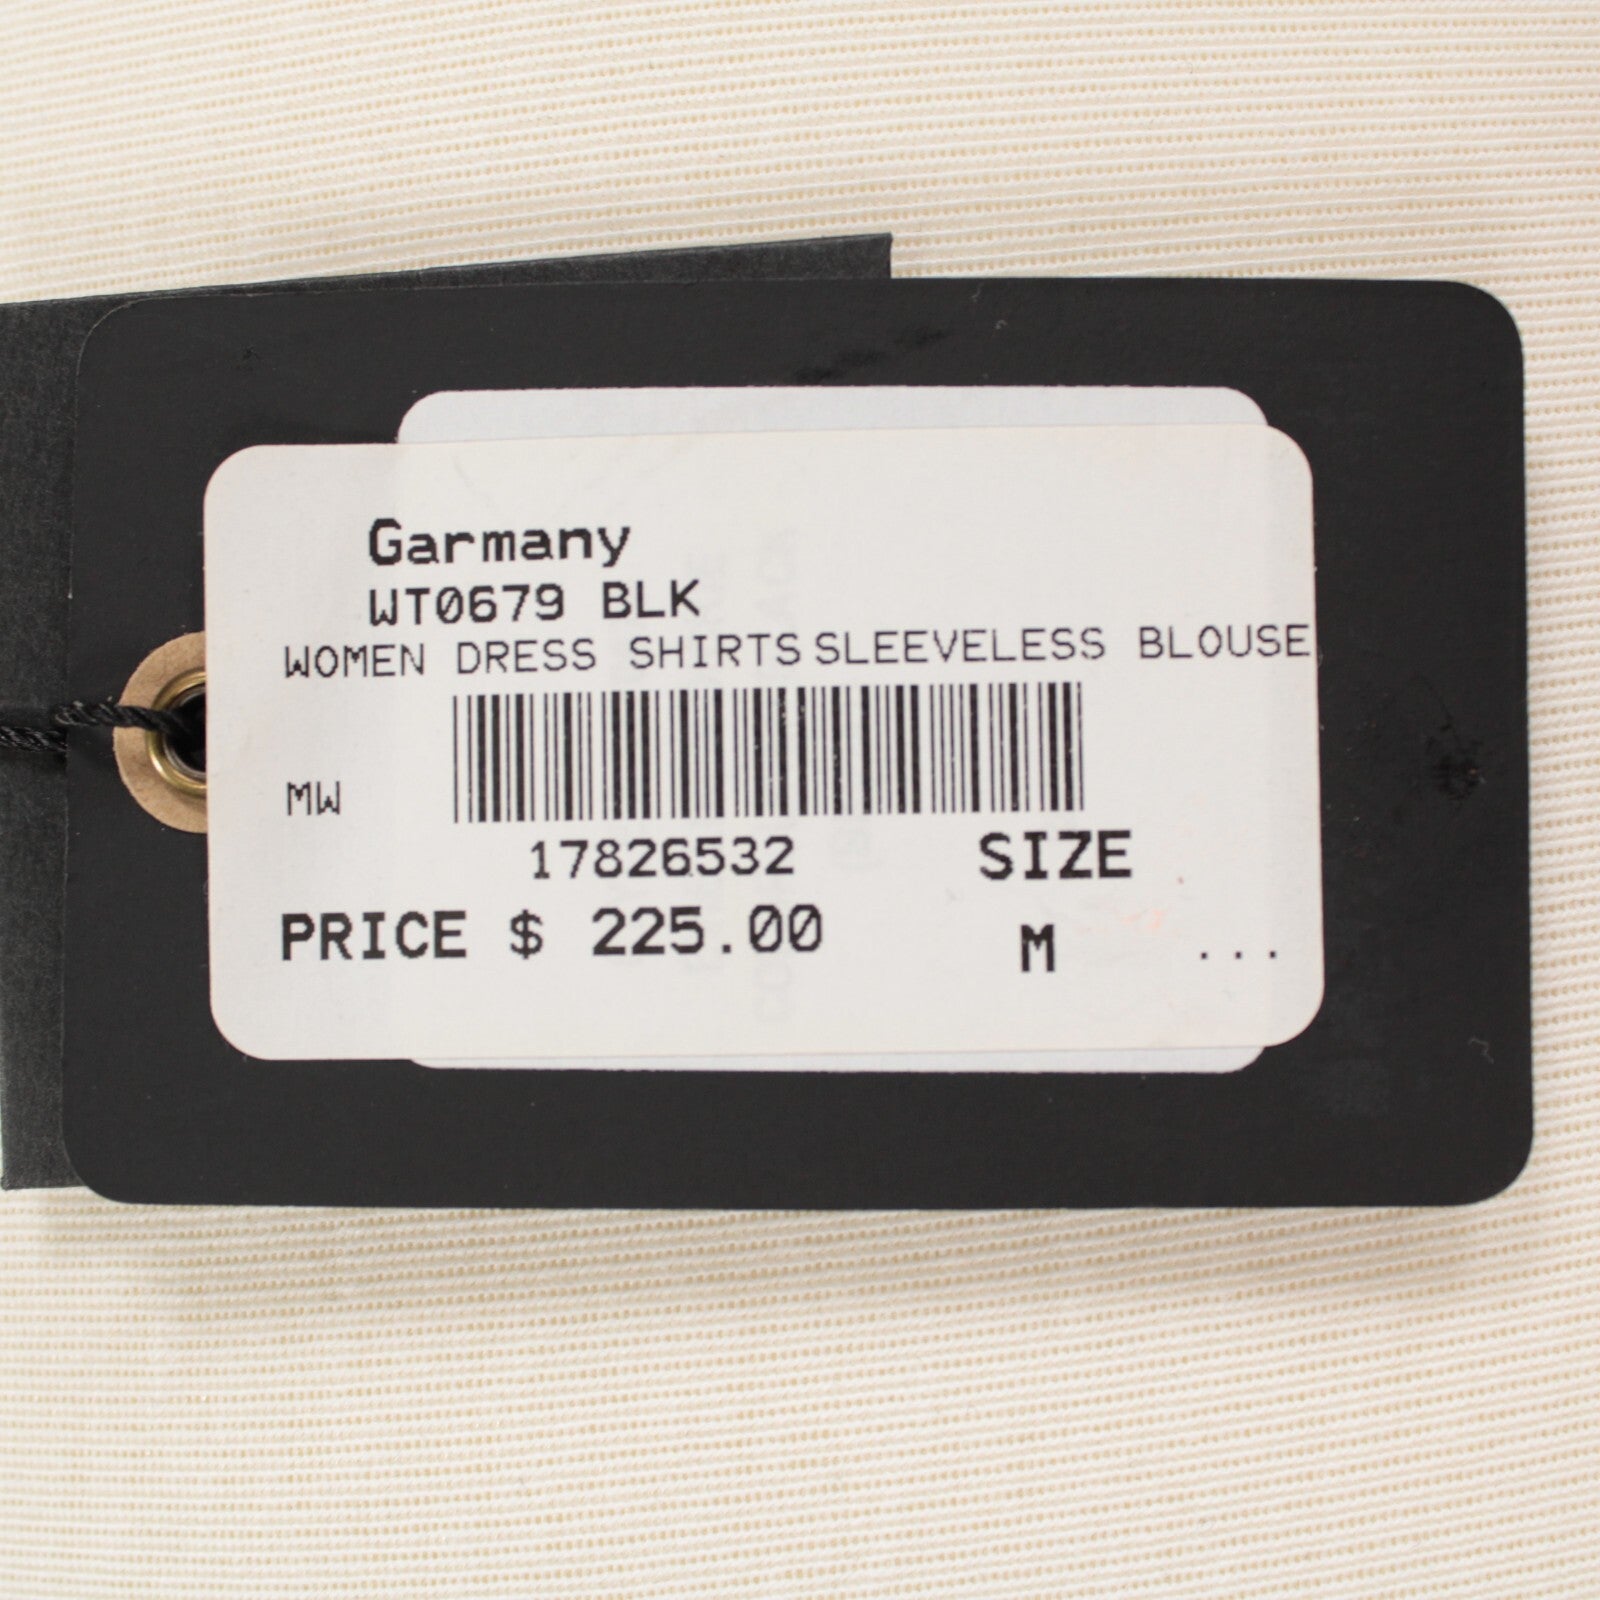 Garmany
WT0679 BLK
WOMEN DRESS SHIRTS SLEEVELESS BLOUSE
MW
17826532 SIZE
PRICE $ 225.00 M ...